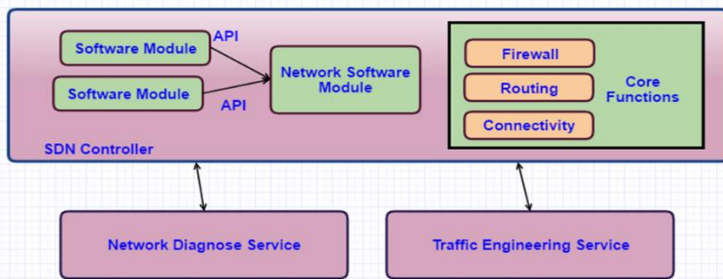 API
Software Module
Software Module
API
Network Software
Module
Firewall
Routing
Connectivity
Core
Functions
SDN Controller
Network Diagnose Service
Traffic Engineering Service